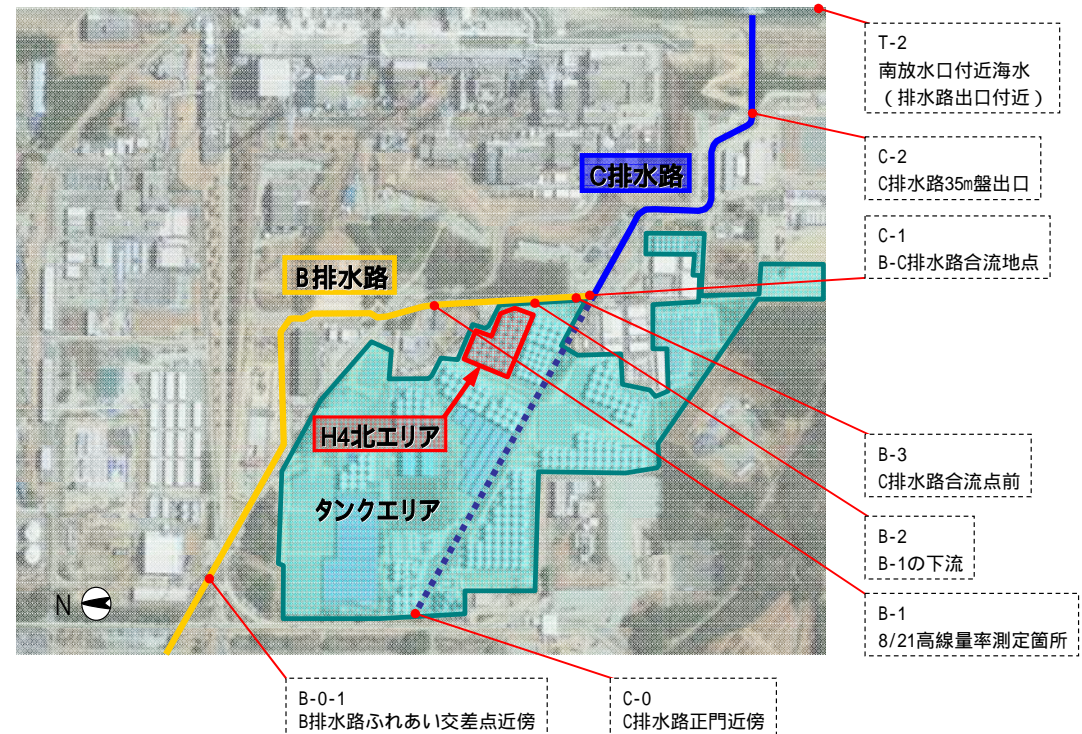 T-2
南放水口付近海水
（排水路出口付近）
C-2
C排水路35m盤出口
C-1
B-C排水路合流地点
C排水路
B排水路
H4北エリア
タンクエリア
N
B-3
C排水路合流点前
B-2
B-1の下流
B-1
8/21高線量率測定箇所
B-0-1
B排水路ふれあい交差点近傍
C-0
C排水路正門近傍